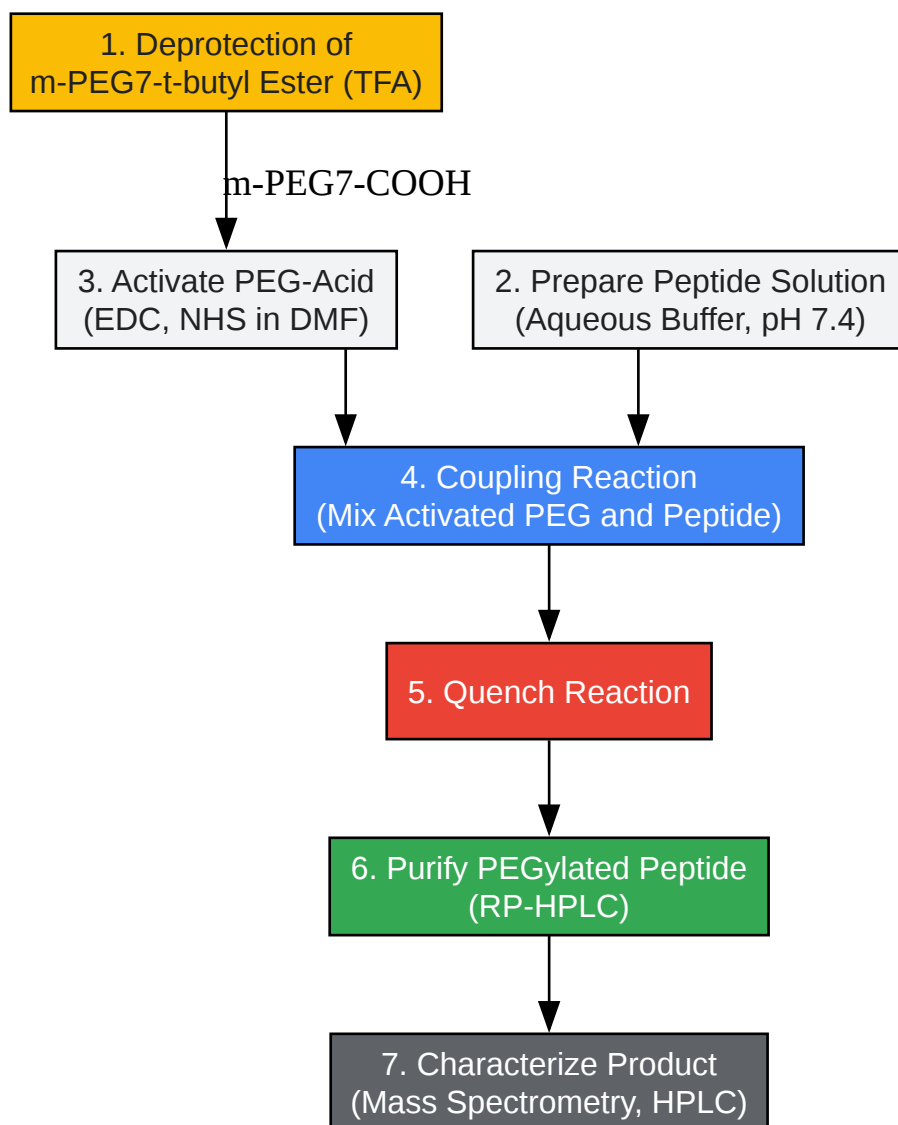 1. Deprotection of
m-PEG7-t-butyl Ester (TFA)
m-PEG7-COOH
3. Activate PEG-Acid
(EDC, NHS in DMF)
2. Prepare Peptide Solution
(Aqueous Buffer, pH 7.4)
4. Coupling Reaction
(Mix Activated PEG and Peptide)
5. Quench Reaction
6. Purify PEGylated Peptide
(RP-HPLC)
7. Characterize Product
(Mass Spectrometry, HPLC)